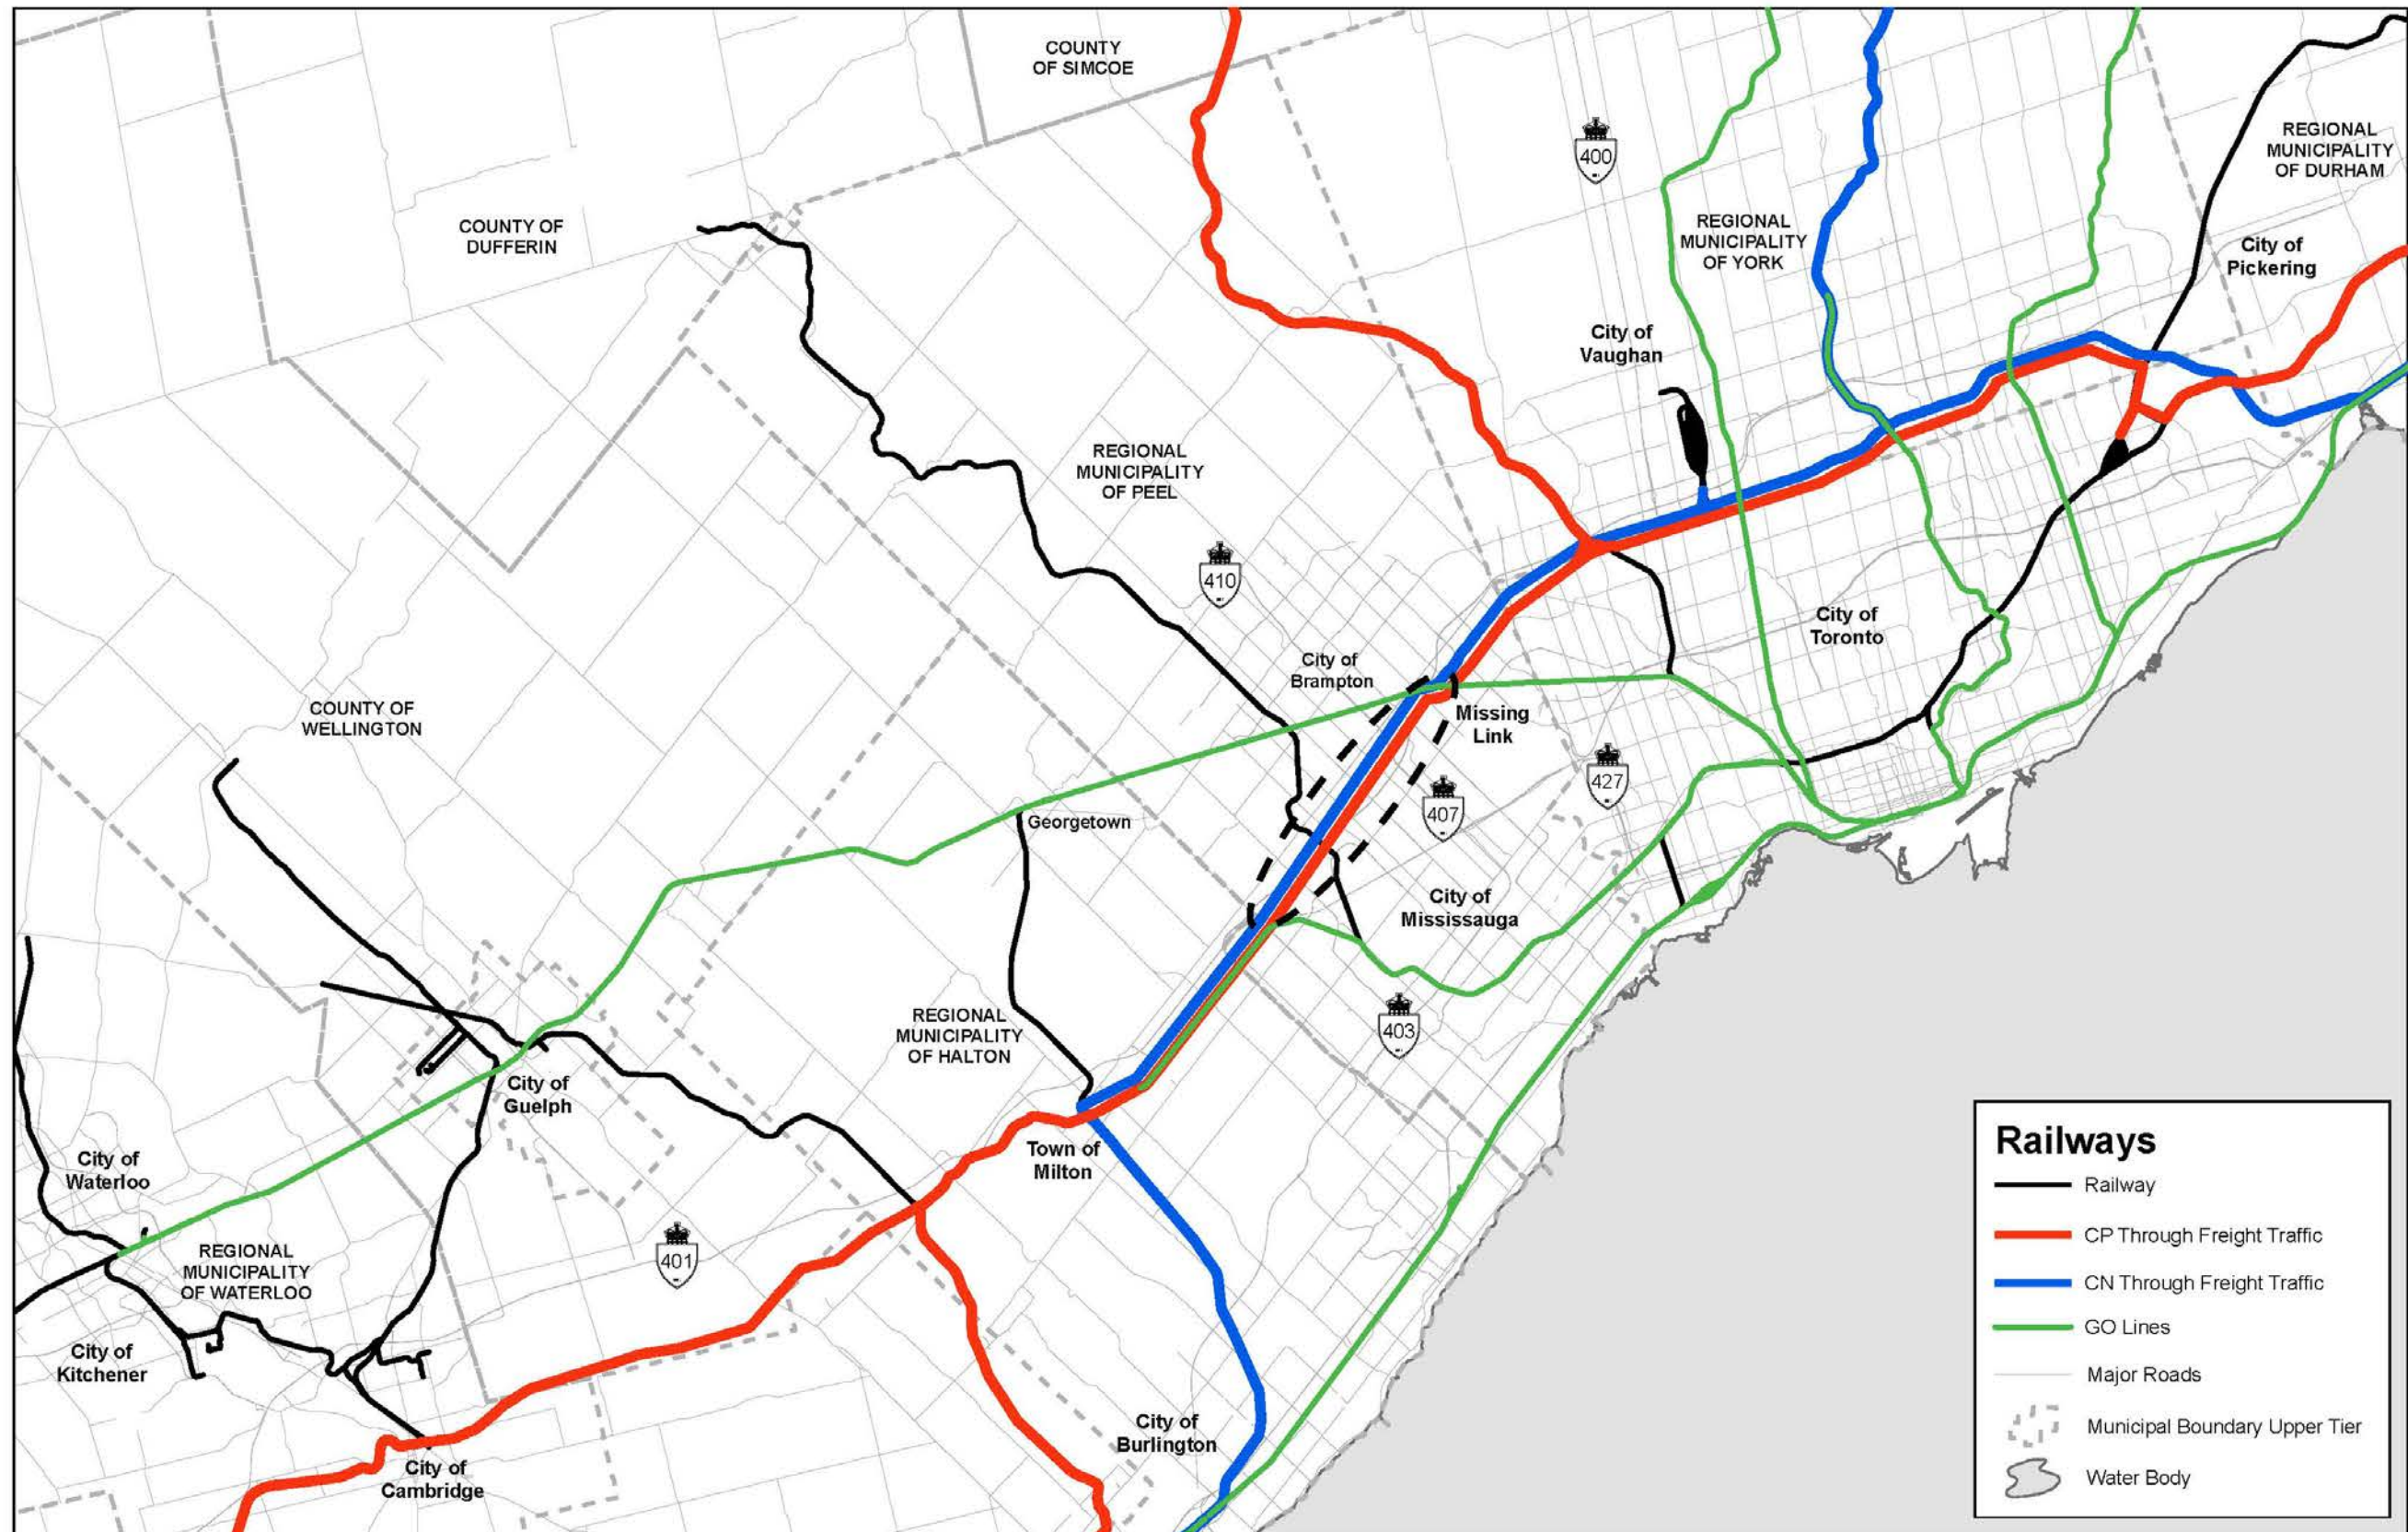 COUNTY
OF SIMCOE
400
REGIONAL
MUNICIPALITY
OF DURHAM
COUNTY OF
DUFFERIN
REGIONAL
MUNICIPALITY
OF YORK
City of
Pickering
City of
Vaughan
REGIONAL
MUNICIPALITY
OF PEEL
410
City of
Toronto
City of
Brampton
COUNTY OF
WELLINGTON
Missing
Link
427
407
Georgetown
City of
Mississauga
REGIONAL
MUNICIPALITY
OF HALTON
403
City of
Guelph
Town of
Milton
City of
Waterloo
REGIONAL
MUNICIPALITY
OF WATERLOO
401
City of
Kitchener
City of
Burlington
City of
Cambridge
Railways
Railway
CP Through Freight Traffic
CN Through Freight Traffic
GO Lines
Major Roads
Municipal Boundary Upper Tier
Water Body